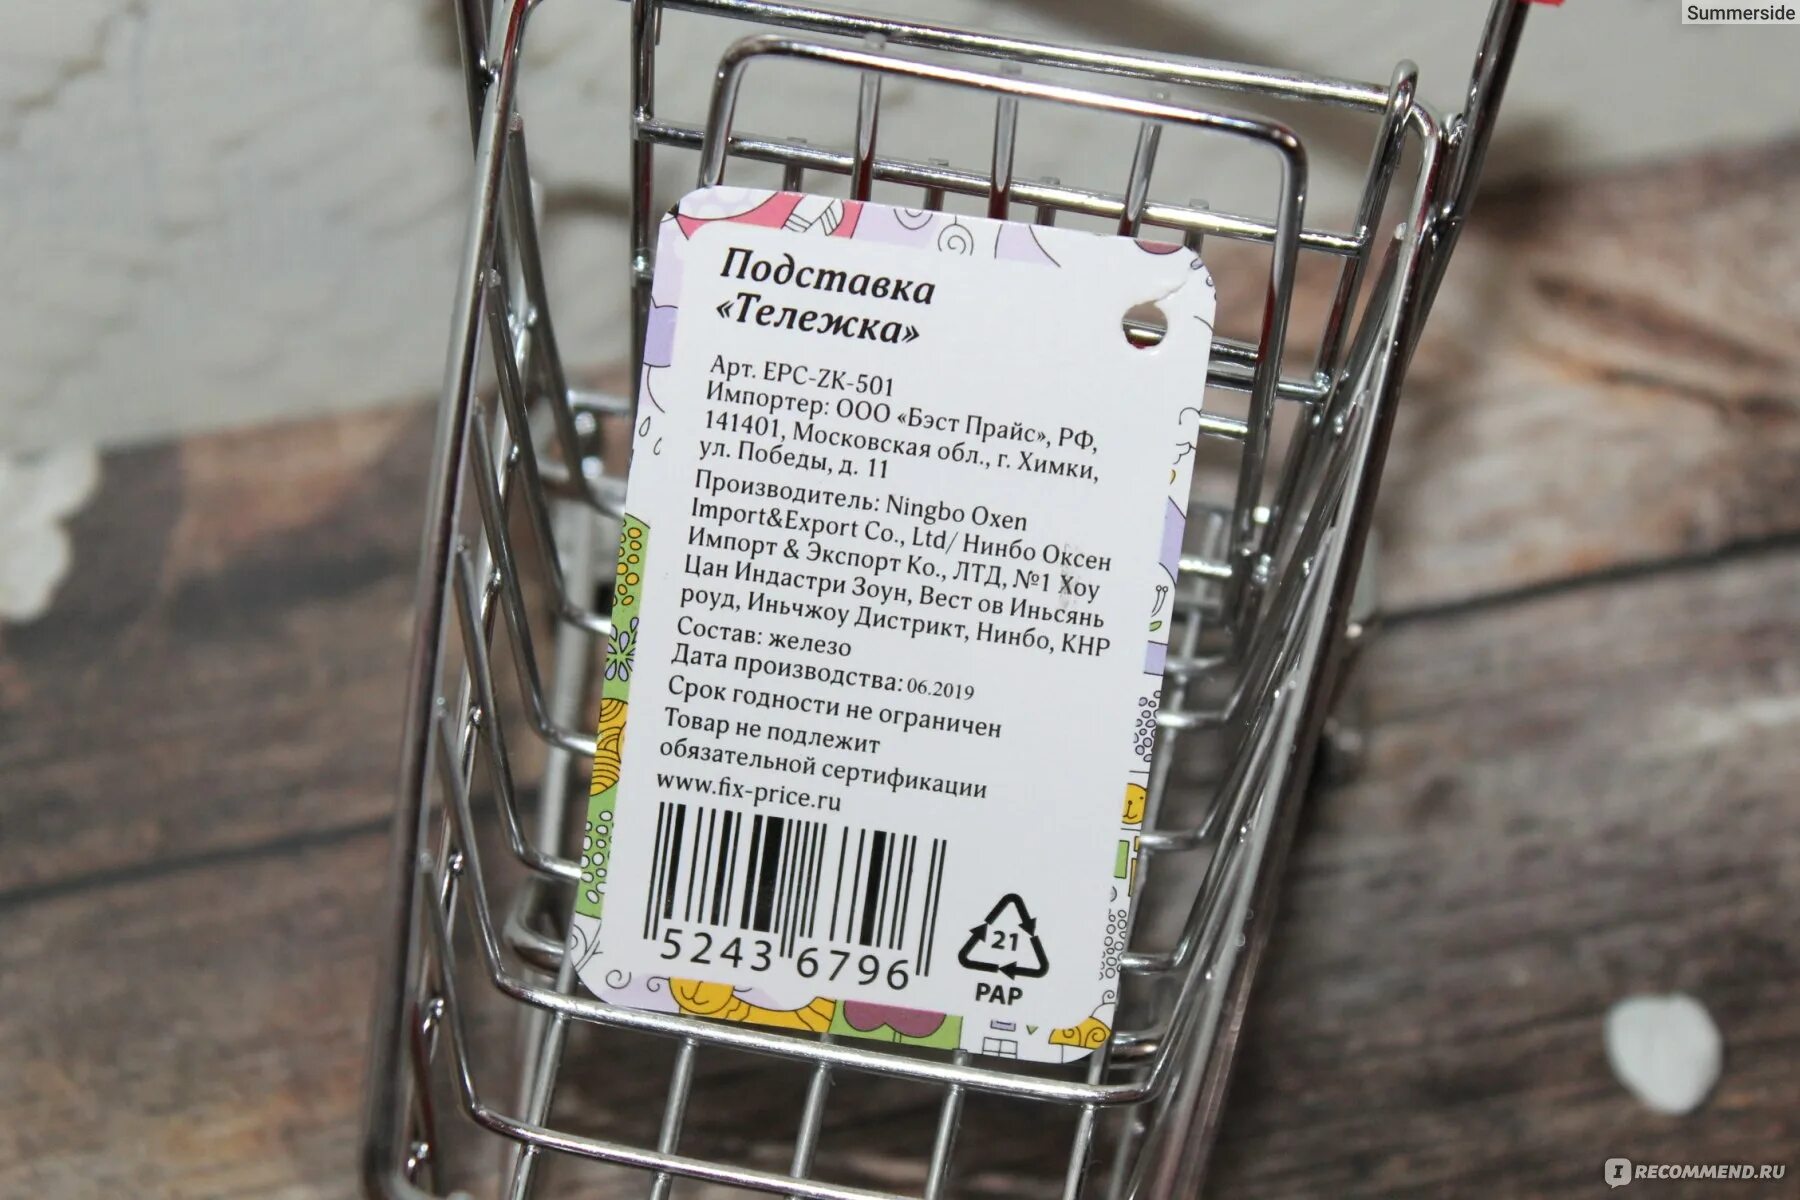 Summerside
Подставка
«Тележка»
Арт. EPC-ZK-501
Импортер: ООО «Бэст Прайс», РФ,
141401, Московская обл., г. Химки,
ул. Победы, д. 11
Производитель: Ningbo Oxen
Import&Export Co., Ltd/ Нинбо Оксен
Импорт & Экспорт Ко., ЛТД, №1 Хоу
Цан Индастри Зоун, Вест ов Иньсянь
роуд, Иньчжоу Дистрикт, Нинбо, КНР
Состав: железо
Дата производства: 06.2019
Срок годности не ограничен
Товар не подлежит
обязательной сертификации
www.fix-price.ru
5243 6796
21
PAP
I RECOMMEND.RU